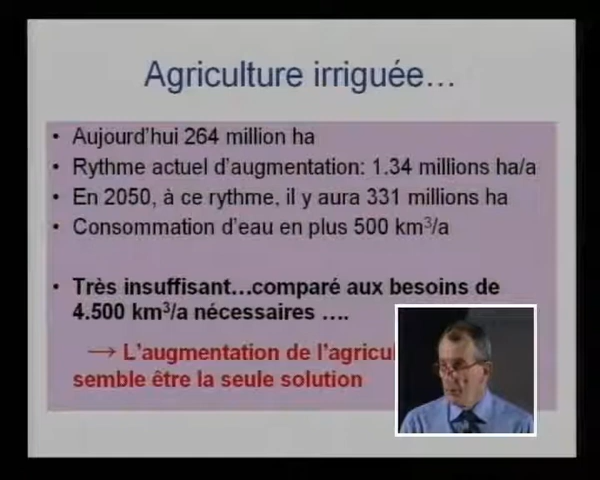 Agriculture irriguée...
• Aujourd'hui 264 million ha
• Rythme actuel d'augmentation: 1.34 millions ha/a
• En 2050, à ce rythme, il y aura 331 millions ha
• Consommation d'eau en plus 500 km³/a
• Très insuffisant...comparé aux besoins de
4.500 km³/a nécessaires ....
→ L'augmentation de l'agricul
semble être la seule solution